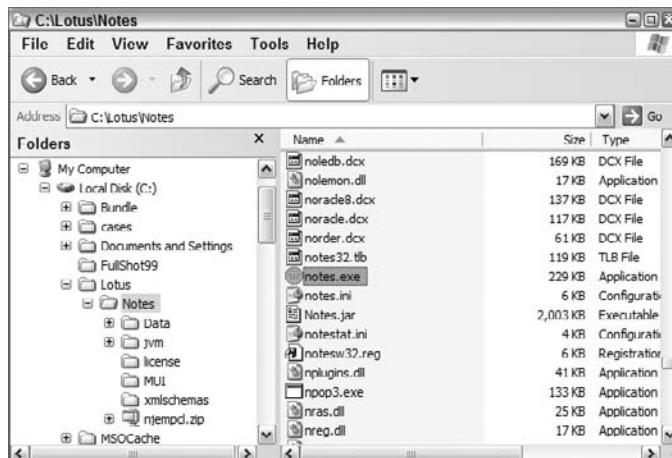 C:\Lotus\Notes
File Edit View Favorites Tools Help
Back Search Folders
Address C:\Lotus\Notes Go
Folders X
My Computer
Local Disk (C:)
Bundle
cases
Documents and Settings
FullShot99
Lotus
Notes
Data
jvm
license
MUI
xmlschemas
njempcl.zip
MSOCache
Name Size Type
noledb.dcx 169 KB DCX File
nolemon.dll 17 KB Application
noracle8.dcx 137 KB DCX File
noracle.dcx 117 KB DCX File
norder.dcx 61 KB DCX File
notes32.tlb 119 KB TLB File
notes.exe 229 KB Application
notes.ini 6 KB Configurati
Notes.jar 2,003 KB Executable
notestat.ini 4 KB Configurati
notesw32.reg 6 KB Registration
nplugins.dll 41 KB Application
npop3.exe 133 KB Application
nras.dll 25 KB Application
nreg.dll 17 KB Application